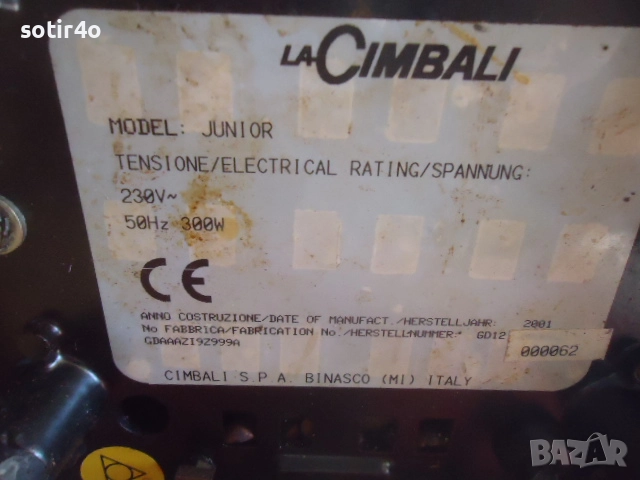 sotir4o
LA CIMBALI
MODEL: JUNIOR
TENSIONE/ELECTRICAL RATING/SPANNUNG:
230V~
50Hz 300W
CE
ANNO COSTRUZIONE/DATE OF MANUFACT./HERSTELLJAHR: 2001
No FABBRICA/FABRICATION No./HERSTELLNUMMER: GD12
GDAAAZI9Z999A
000062
CIMBALI S.P.A. BINASCO (MI) ITALY
BAZAR